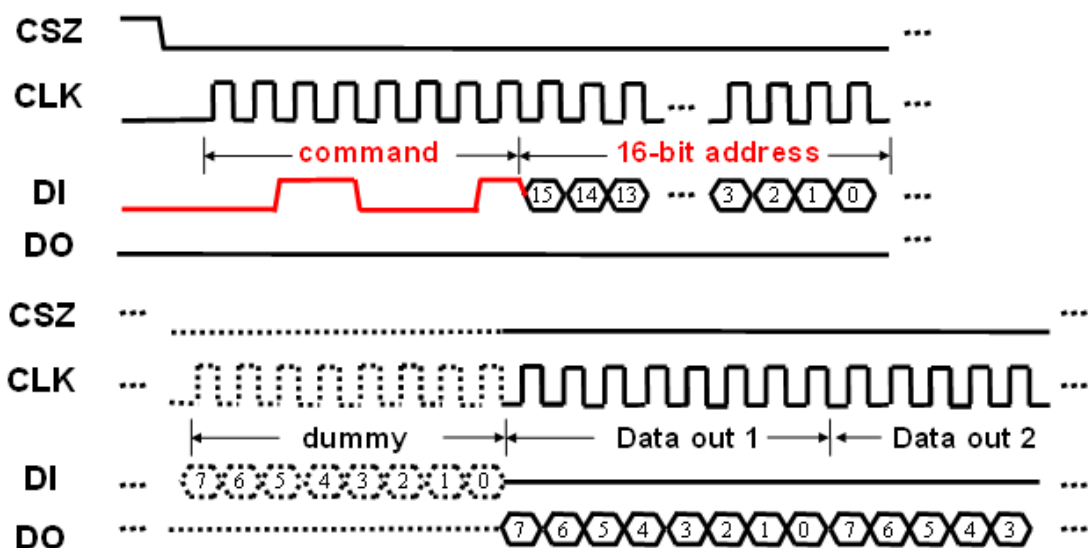 CSZ ...
CLK ... ...
command 16-bit address
DI 15 14 13 ... 3 2 1 0 ...
DO ...
CSZ ... ...
CLK ... ...
dummy Data out 1 Data out 2
DI ... 7 6 5 4 3 2 1 0 ...
DO ... 7 6 5 4 3 2 1 0 7 6 5 4 3 ...